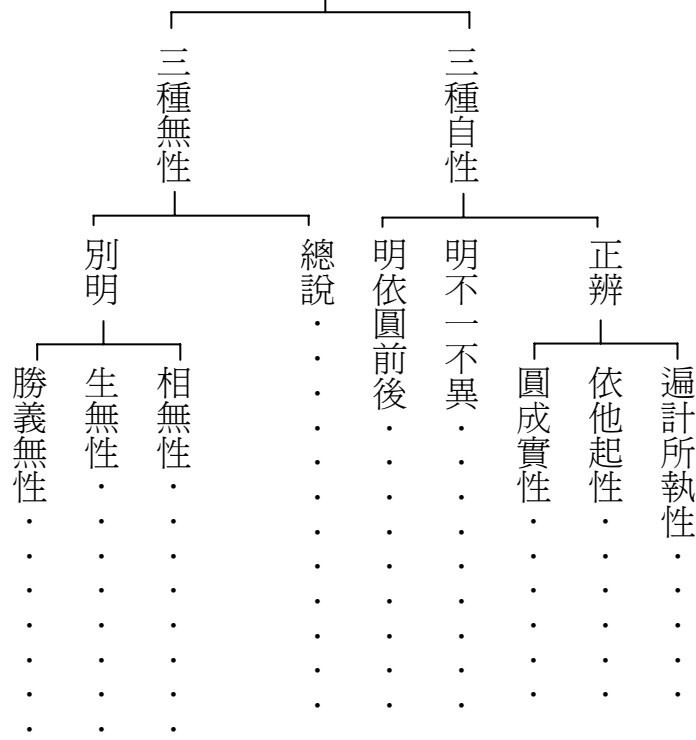 三種自性
正辨
遍計所執性．．．．．
依他起性．．．．．．
圓成實性．．．．．．
明不一不異．．．．．．．．．
明依圓前後．．．．．．．．．
三種無性
總說．．．．．．．．．．．．
別明
相無性．．．．．．．．
生無性．．．．．．．．
勝義無性．．．．．．．